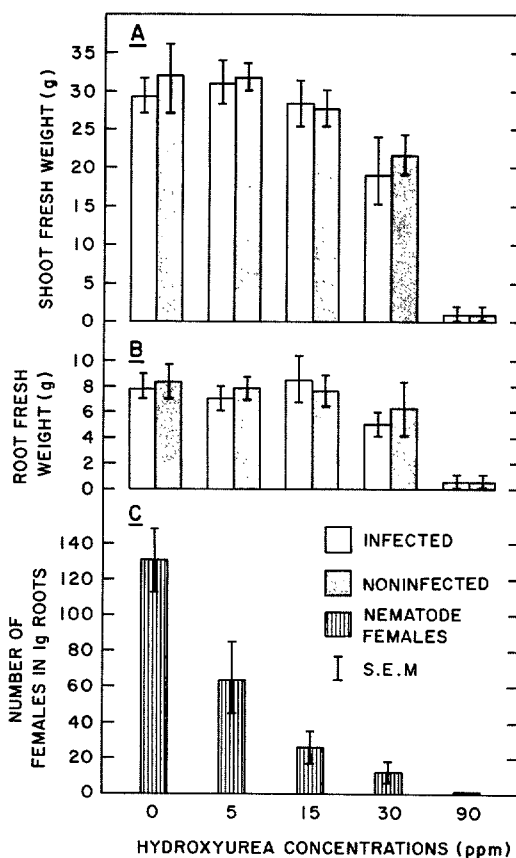 A
SHOOT FRESH WEIGHT (g)
35
30
25
20
15
10
5
0
B
ROOT FRESH
WEIGHT (g)
10
8
6
4
2
0
C
NUMBER OF
FEMALES IN 1g ROOTS
140
120
100
80
60
40
20
0
INFECTED
NONINFECTED
NEMATODE
FEMALES
S.E.M
0 5 15 30 90
HYDROXYUREA CONCENTRATIONS (ppm)